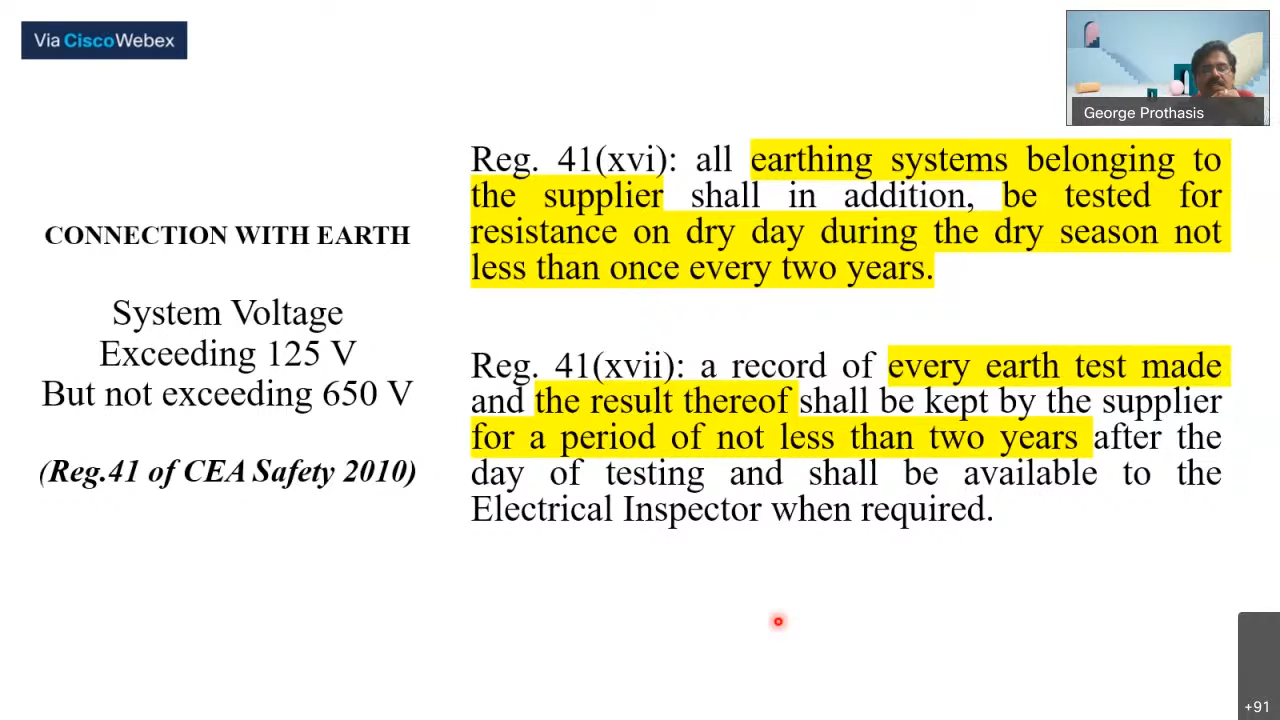 Via CiscoWebex
George Prothasis
CONNECTION WITH EARTH
System Voltage
Exceeding 125 V
But not exceeding 650 V
(Reg.41 of CEA Safety 2010)
Reg. 41(xvi): all earthing systems belonging to
the supplier shall in addition, be tested for
resistance on dry day during the dry season not
less than once every two years.
Reg. 41(xvii): a record of every earth test made
and the result thereof shall be kept by the supplier
for a period of not less than two years after the
day of testing and shall be available to the
Electrical Inspector when required.
+91